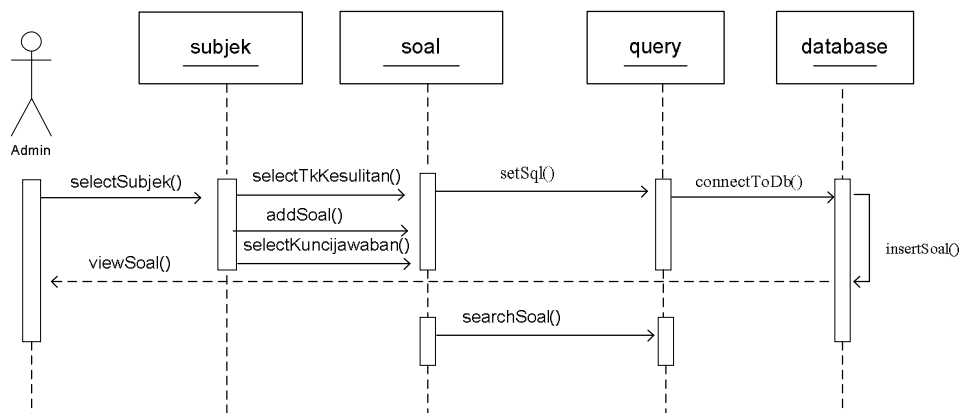 subjek
soal
query
database
Admin
selectSubjek()
selectTkKesulitan()
setSql()
connectToDb()
addSoal()
selectKuncijawaban()
insertSoal()
viewSoal()
searchSoal()